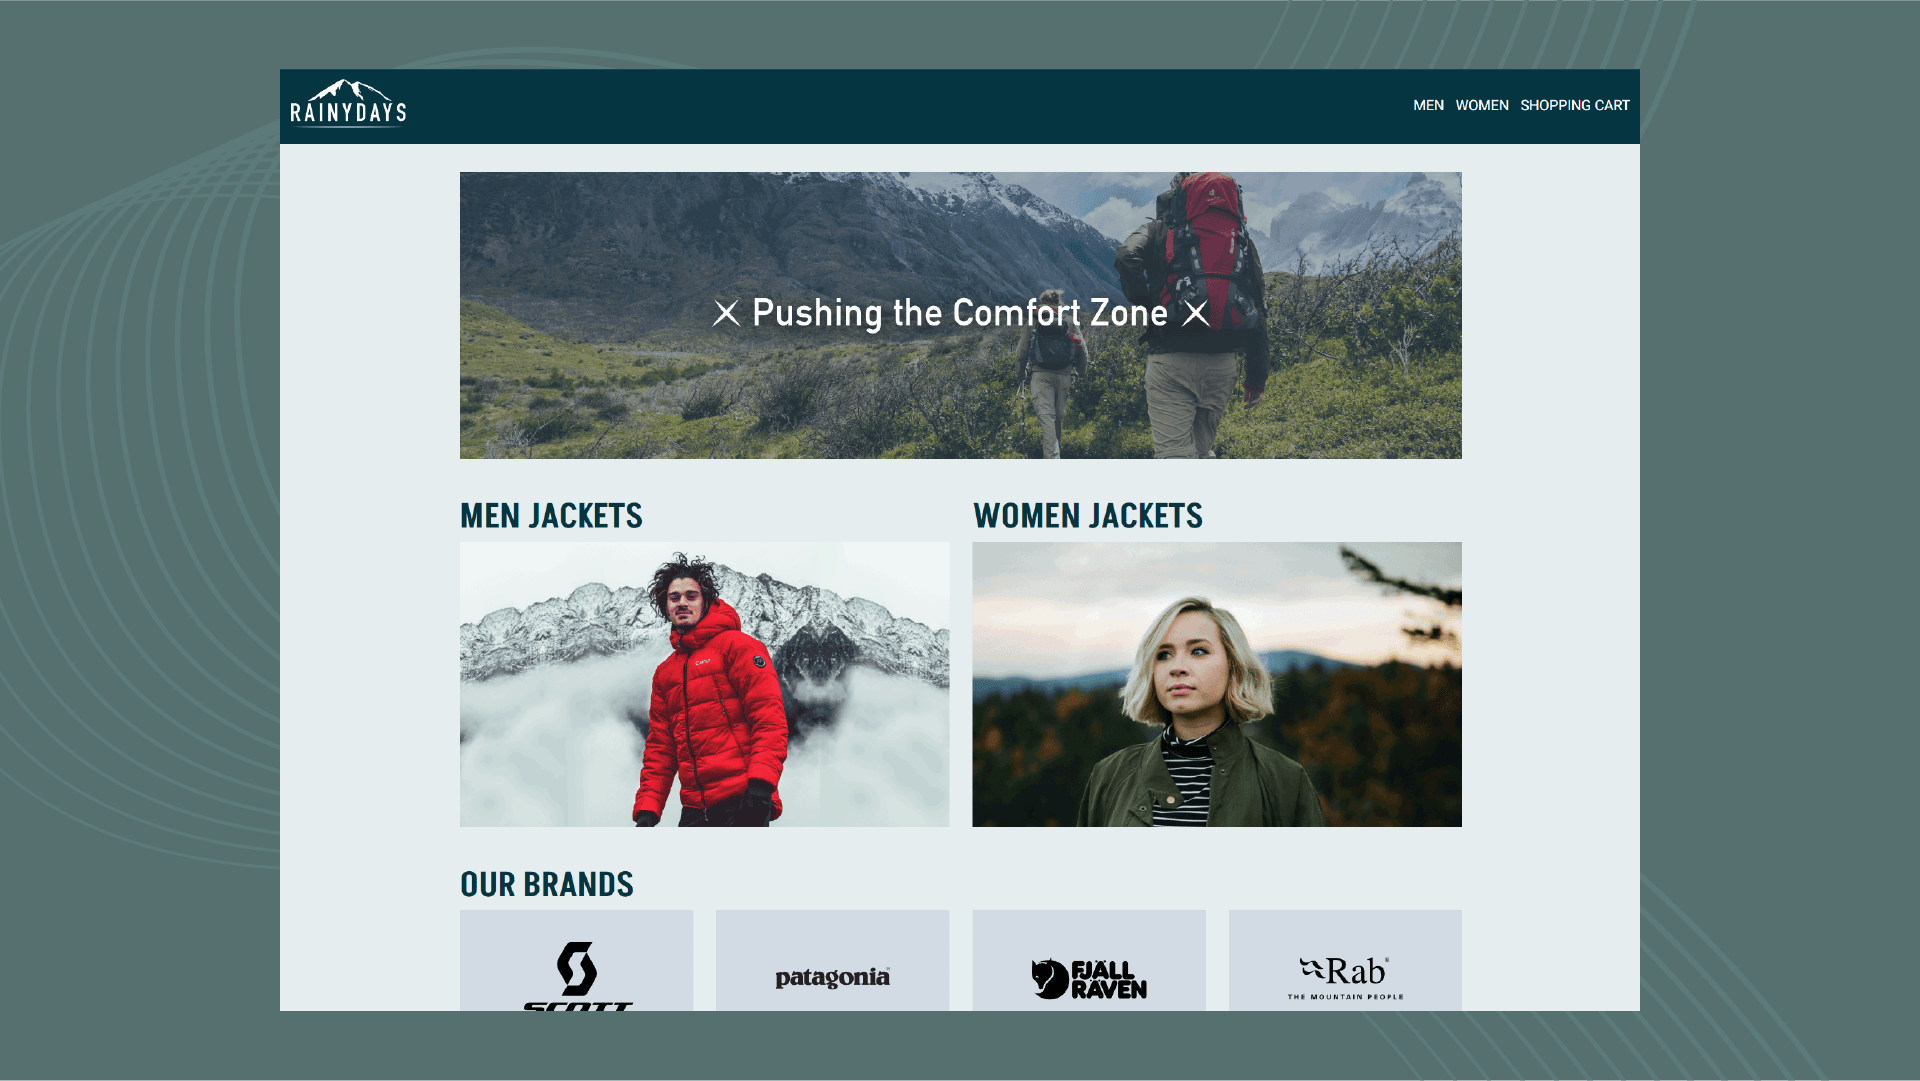 RAINYDAYS
MEN WOMEN SHOPPING CART
Pushing the Comfort Zone
MEN JACKETS
WOMEN JACKETS
OUR BRANDS
SCOTT
patagonia®
FJÄLL
RÄVEN
Rab®
THE MOUNTAIN PEOPLE